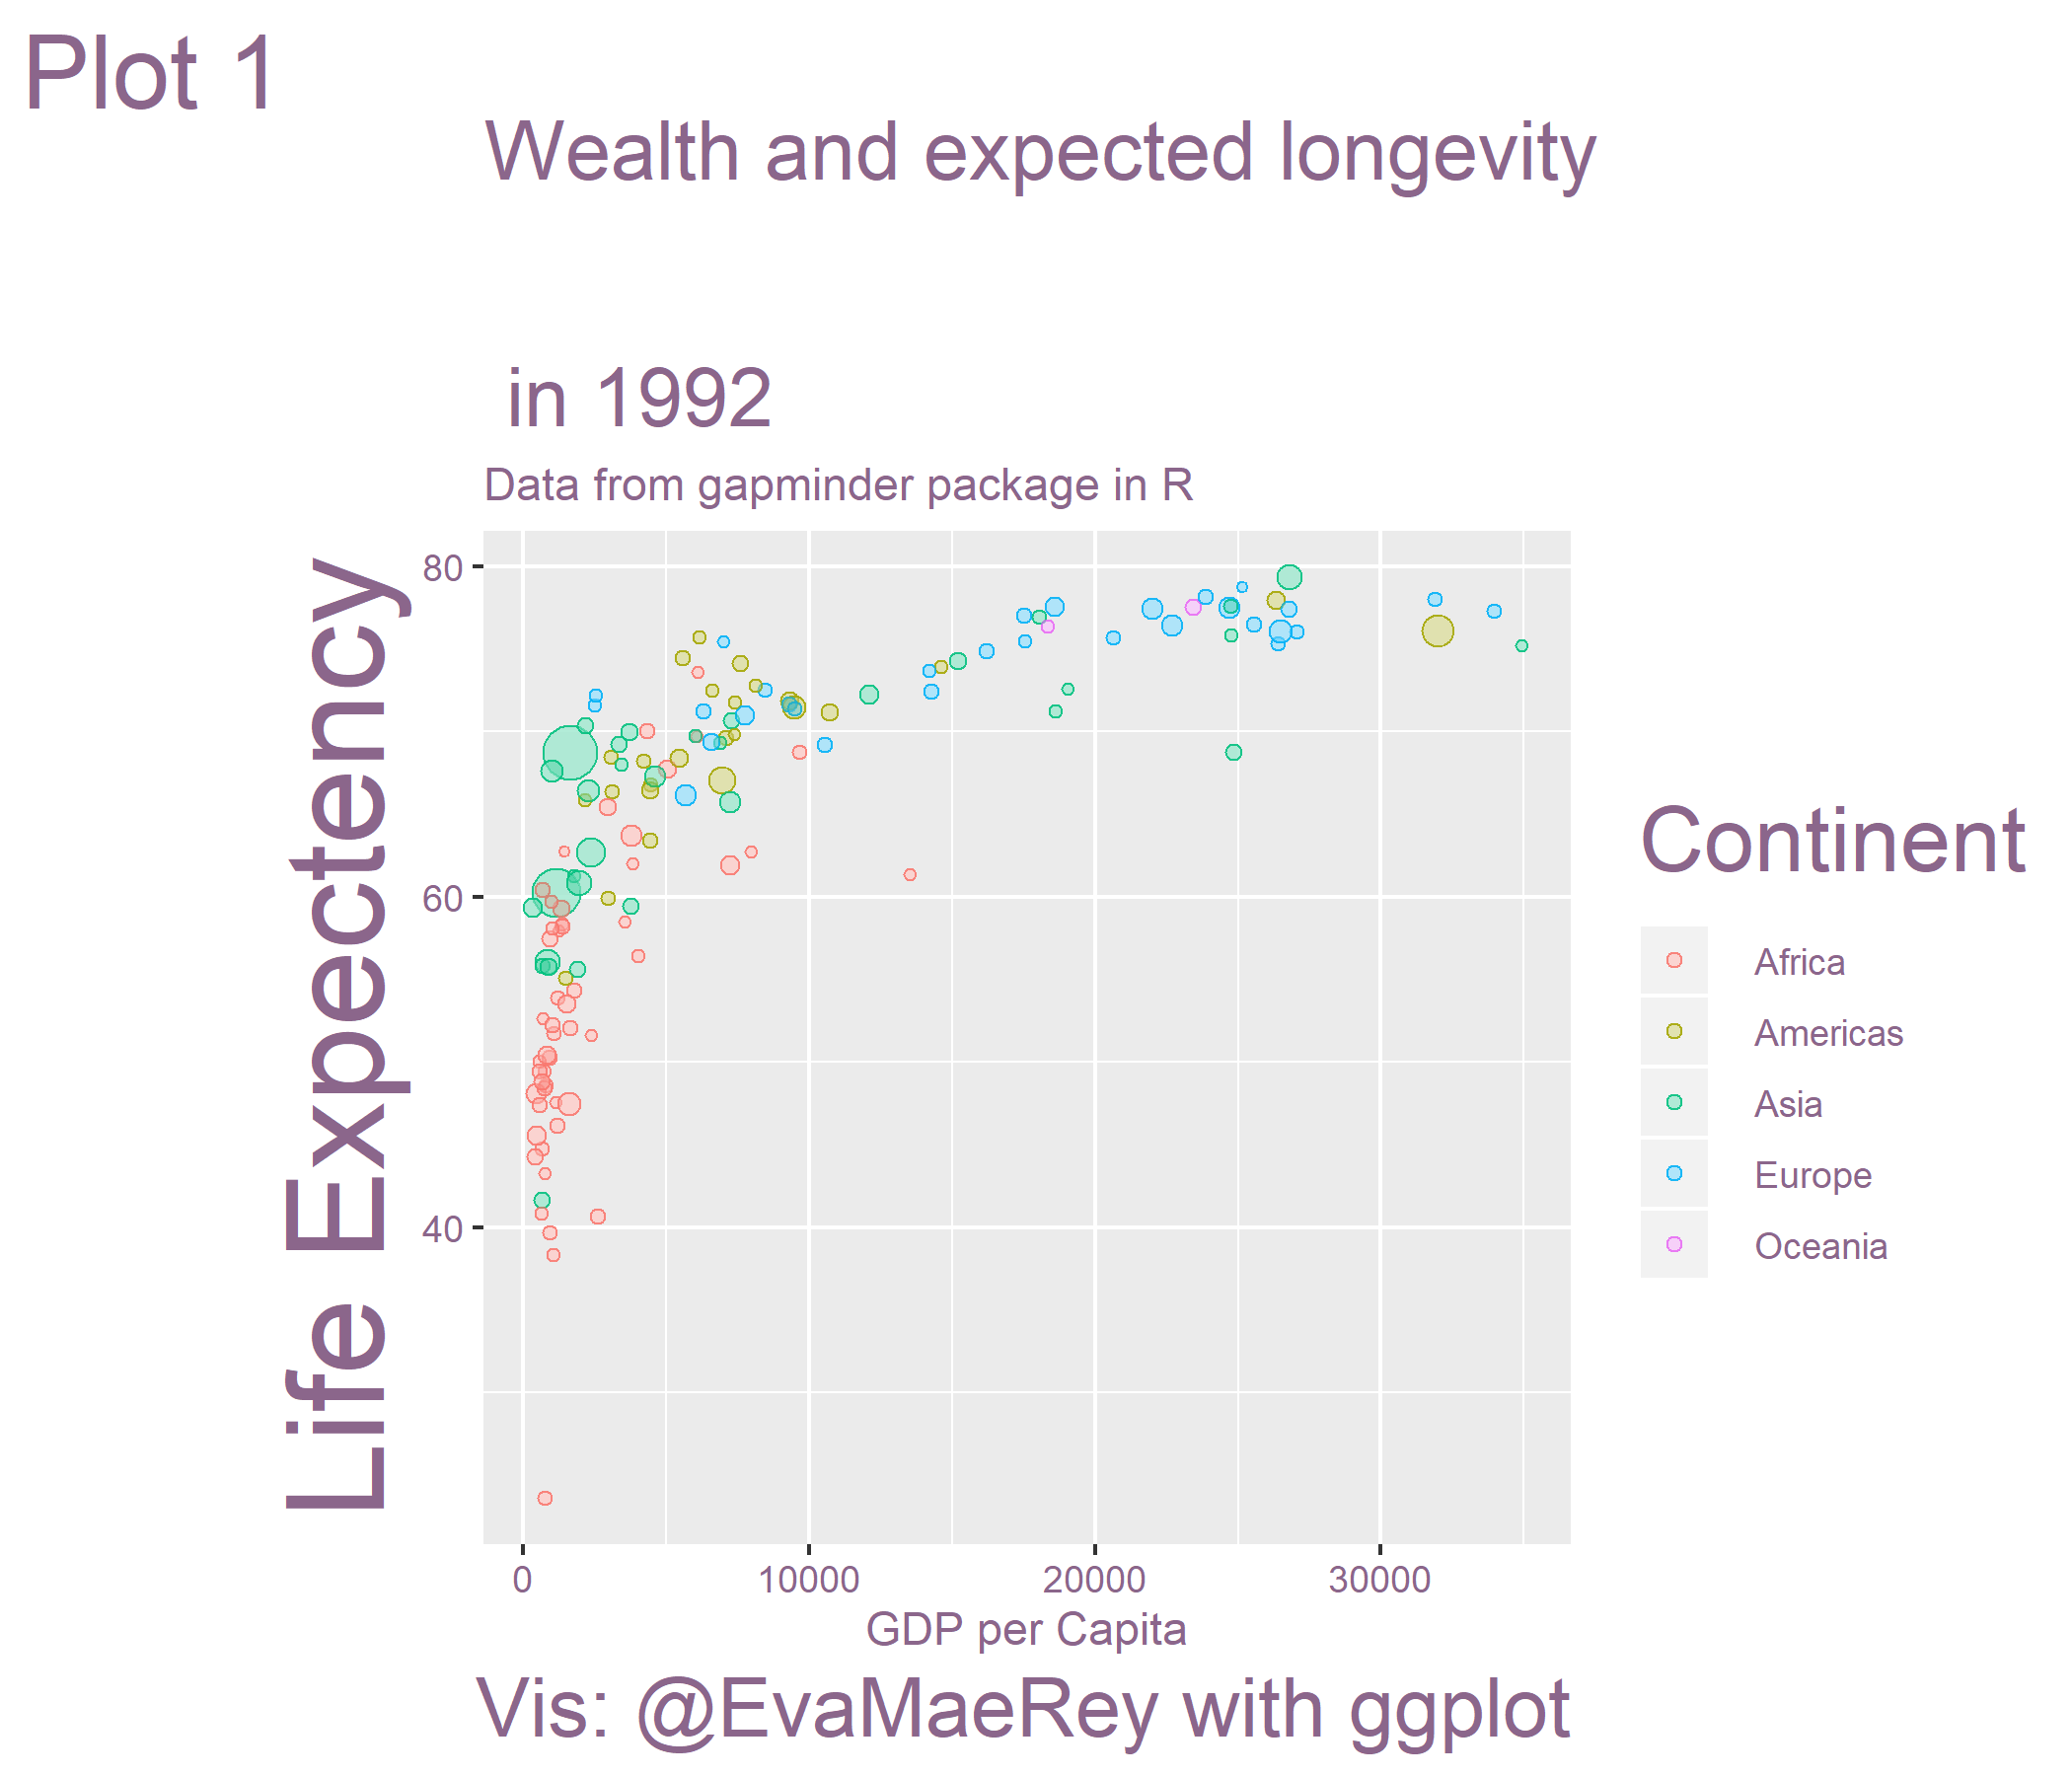 Plot 1
Wealth and expected longevity
in 1992
Data from gapminder package in R
Life Expectency
80
60
40
0
10000
20000
30000
GDP per Capita
Vis: @EvaMaeRey with ggplot
Continent
Africa
Americas
Asia
Europe
Oceania